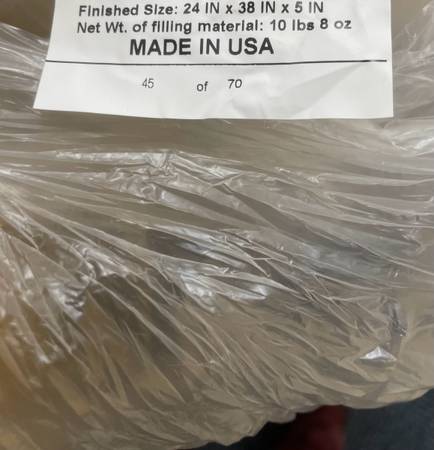 Finished Size: 24 IN x 38 IN x 5 IN
Net Wt. of filling material: 10 lbs 8 oz
MADE IN USA
45 of 70